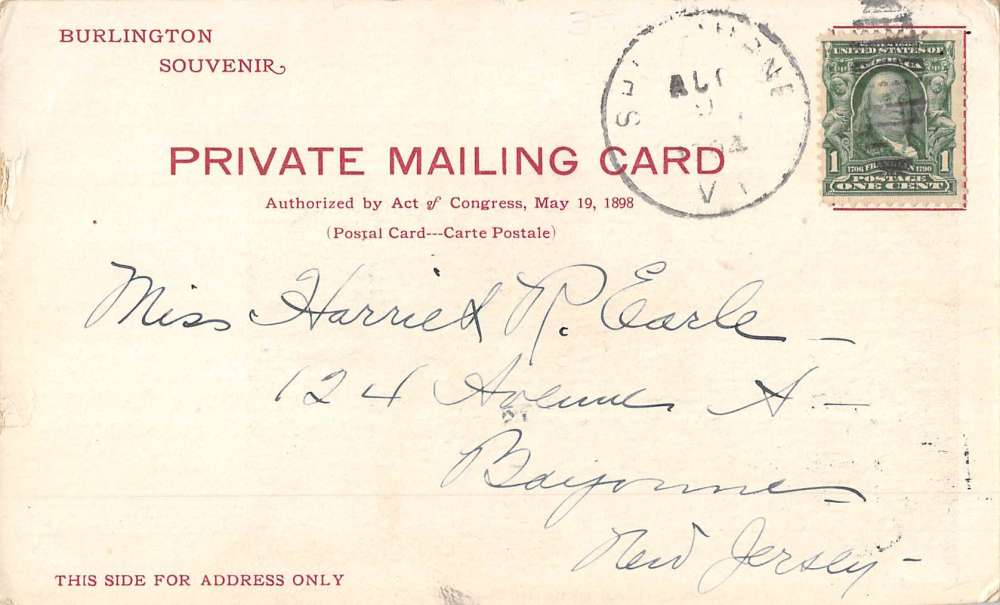 BURLINGTON
SOUVENIR
PRIVATE MAILING CARD
Authorized by Act of Congress, May 19, 1898
(Postal Card---Carte Postale)
AUG
UNITED STATES OF
AMERICA
1 1706 FRANKLIN 1790 1
POSTAGE
ONE CENT
Miss Harriet R. Earle –
124 Avenue A –
Bayonne
New Jersey –
THIS SIDE FOR ADDRESS ONLY